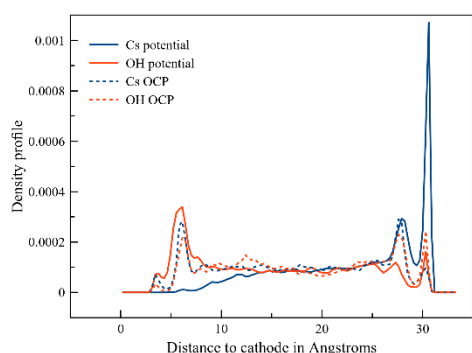 0.001
0.0008
0.0006
0.0004
0.0002
0
Density profile
Cs potential
OH potential
Cs OCP
OH OCP
0 10 20 30
Distance to cathode in Angstroms